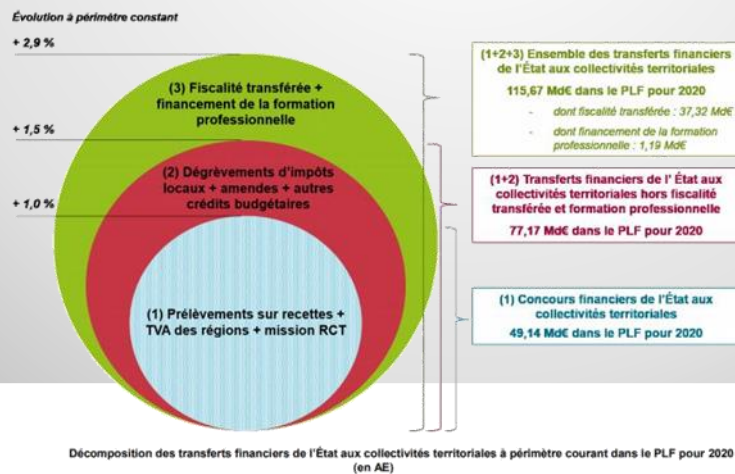 Évolution à périmètre constant
+ 2,9 %
+ 1,5 %
+ 1,0 %
(3) Fiscalité transférée +
financement de la formation
professionnelle
(2) Dégrèvements d'impôts
locaux + amendes + autres
crédits budgétaires
(1) Prélèvements sur recettes +
TVA des régions + mission RCT
(1+2+3) Ensemble des transferts financiers
de l'État aux collectivités territoriales
115,67 Md€ dans le PLF pour 2020
- dont fiscalité transférée : 37,32 Md€
- dont financement de la formation
professionnelle : 1,19 Md€
(1+2) Transferts financiers de l' État aux
collectivités territoriales hors fiscalité
transférée et formation professionnelle
77,17 Md€ dans le PLF pour 2020
(1) Concours financiers de l'État aux
collectivités territoriales
49,14 Md€ dans le PLF pour 2020
Décomposition des transferts financiers de l'État aux collectivités territoriales à périmètre courant dans le PLF pour 2020
(en AE)